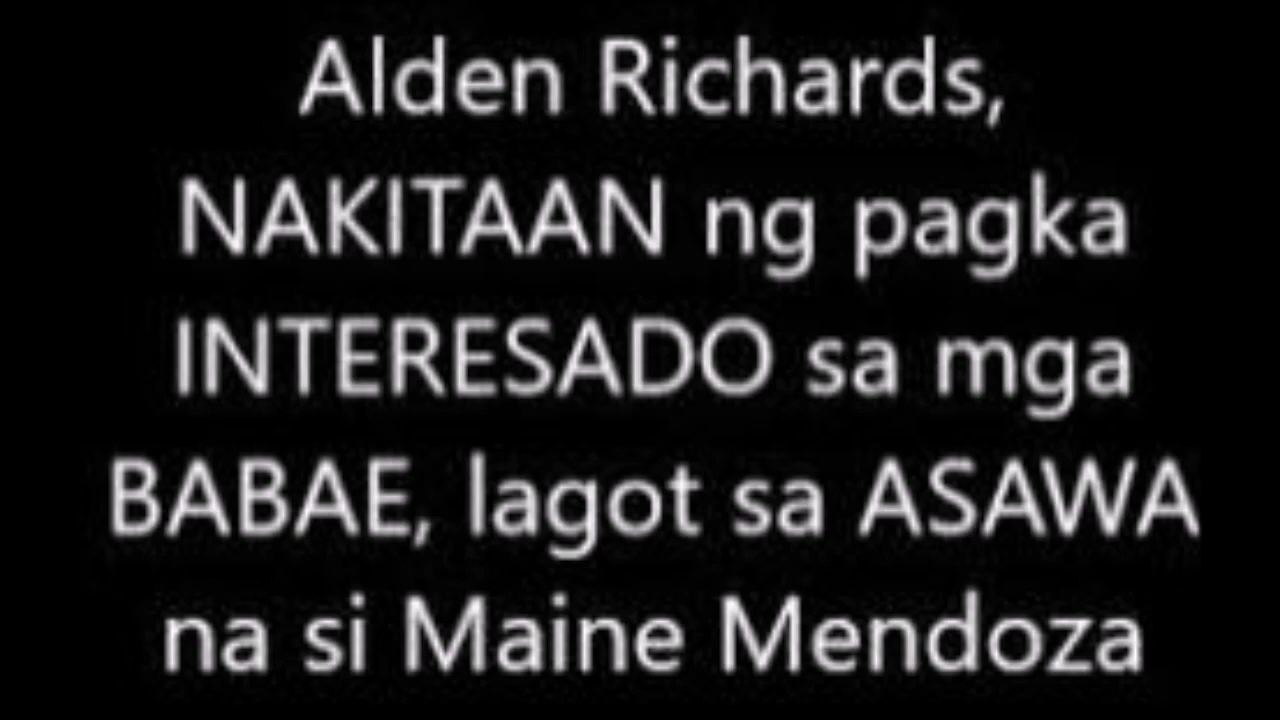 Alden Richards,
NAKITAAN ng pagka
INTERESADO sa mga
BABAE, lagot sa ASAWA
na si Maine Mendoza